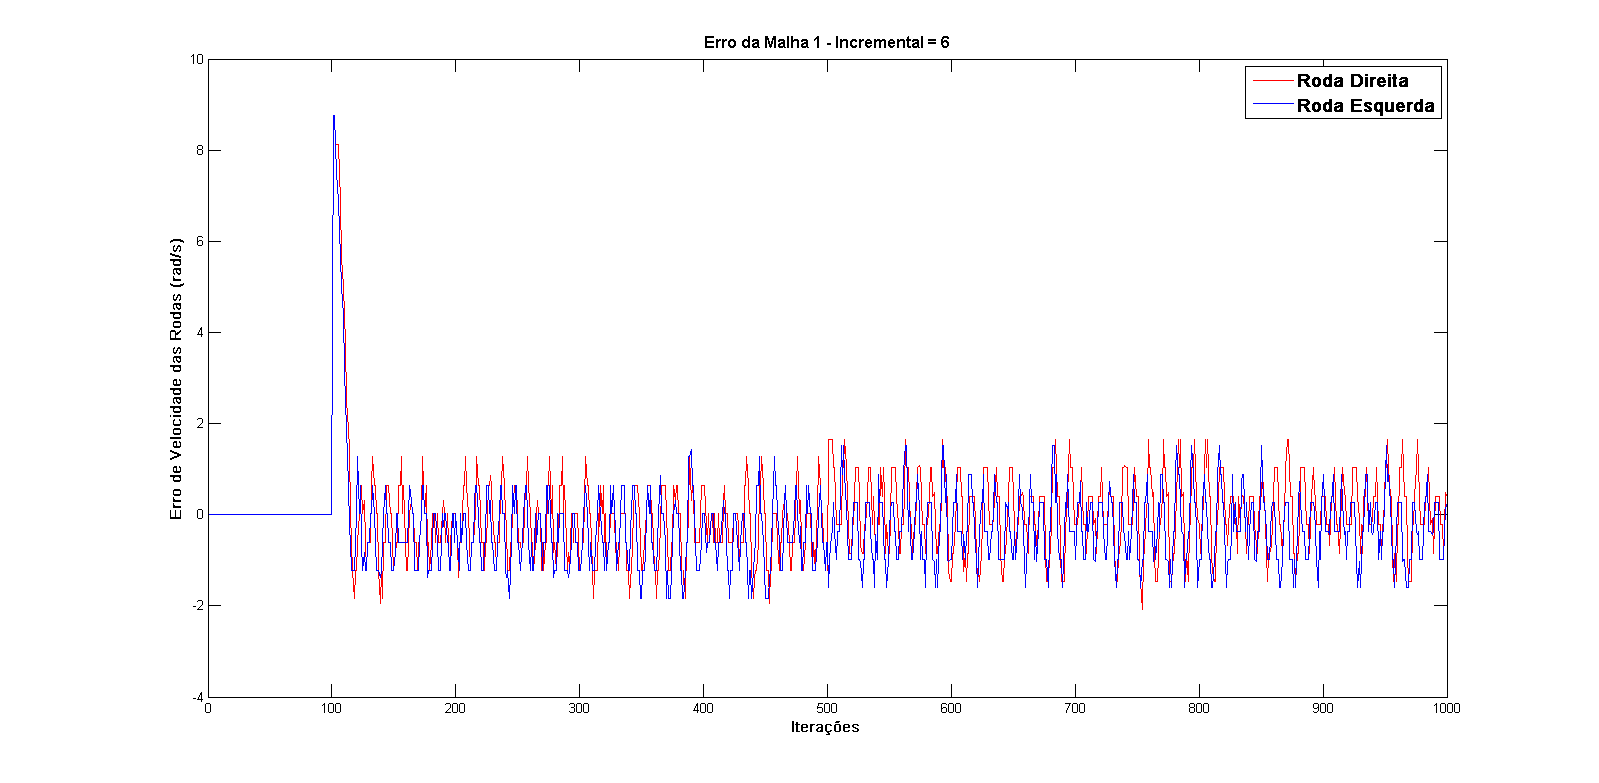 Erro da Malha 1 - Incremental = 6
Roda Direita
Roda Esquerda
Erro de Velocidade das Rodas (rad/s)
10
8
6
4
2
0
-2
-4
0 100 200 300 400 500 600 700 800 900 1000
Iterações